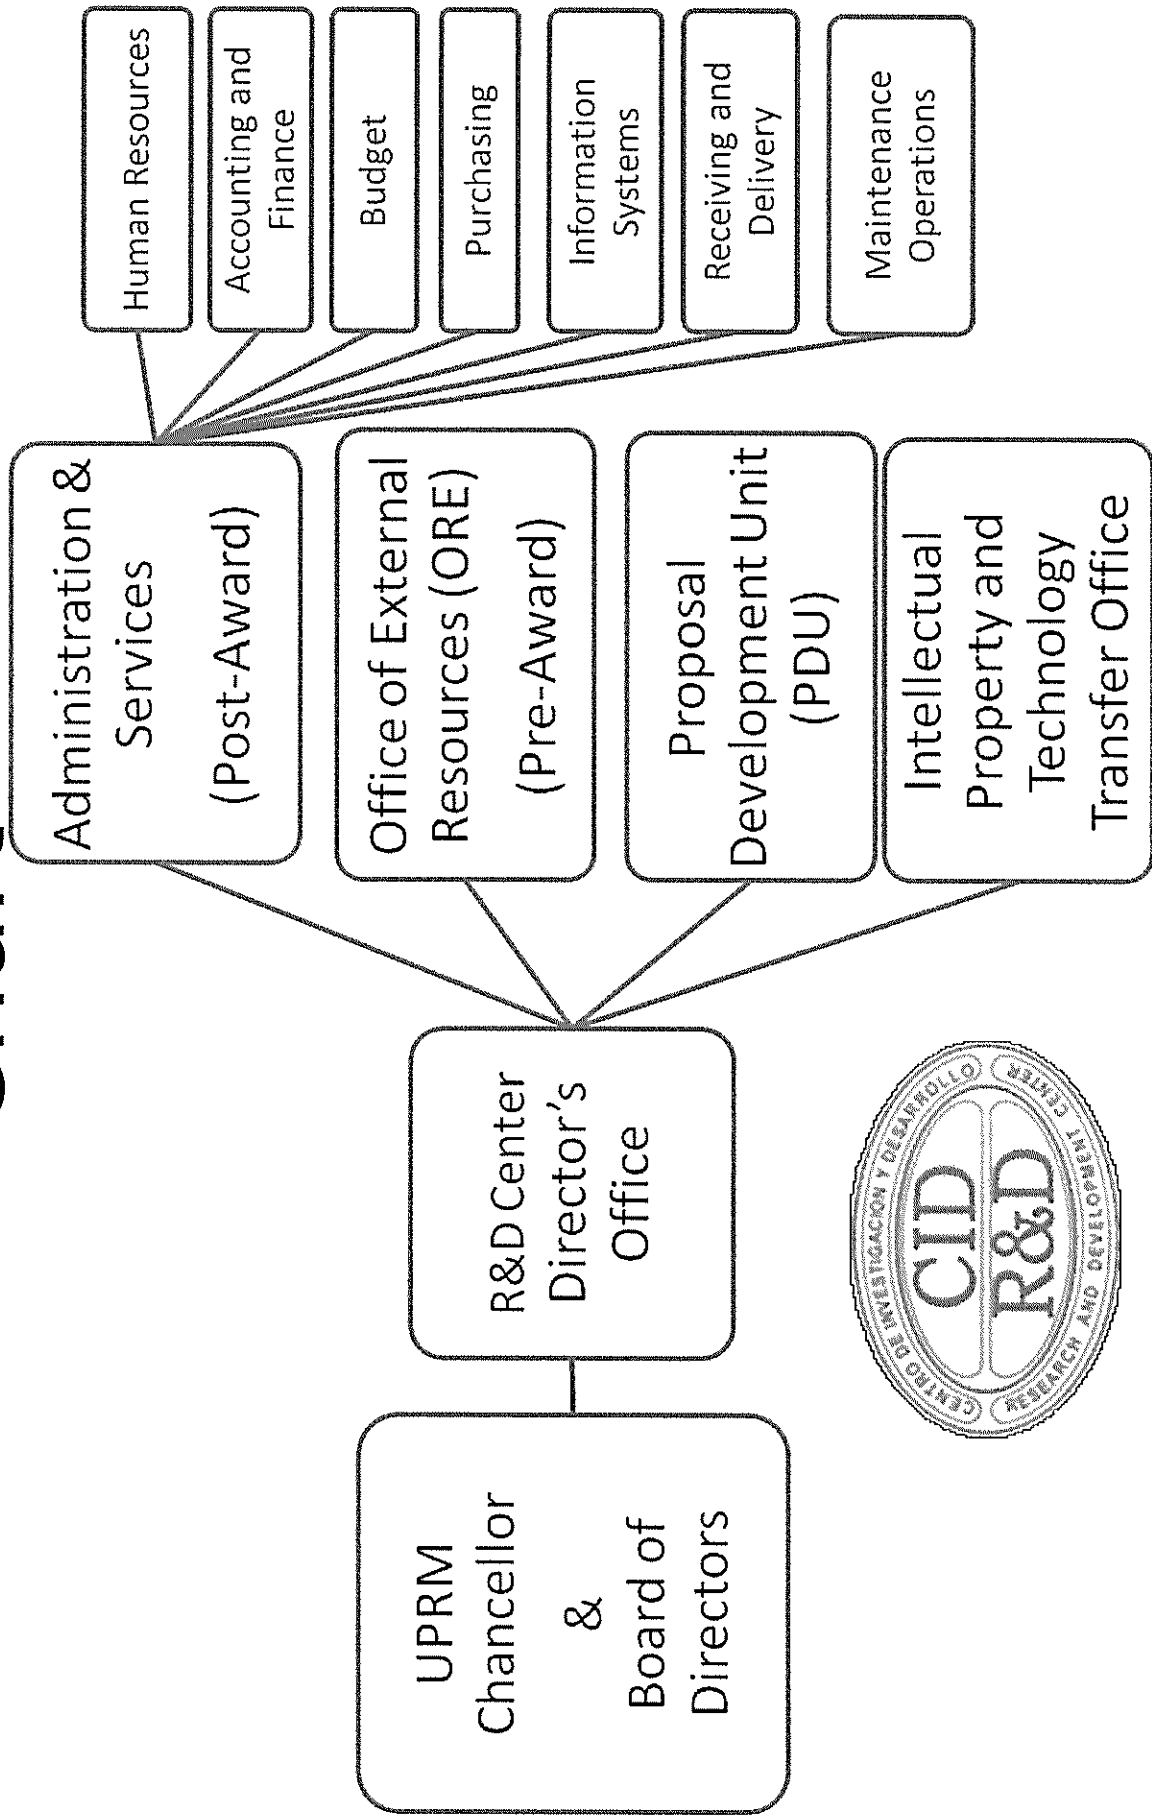 UPRM
Chancellor
&
Board of
Directors
R&D Center
Director's
Office
Administration &
Services
(Post-Award)
Office of External
Resources (ORE)
(Pre-Award)
Proposal
Development Unit
(PDU)
Intellectual
Property and
Technology
Transfer Office
Human Resources
Accounting and
Finance
Budget
Purchasing
Information
Systems
Receiving and
Delivery
Maintenance
Operations
CENTRO DE INVESTIGACION Y DESARROLLO
CID
R&D
RESEARCH AND DEVELOPMENT CENTER